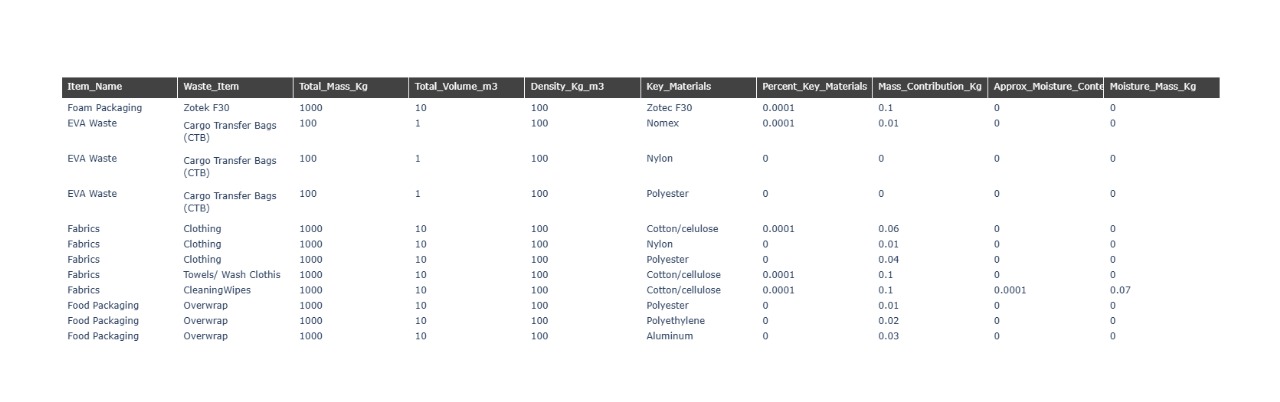 Item_Name Waste_Item Total_Mass_Kg Total_Volume_m3 Density_Kg_m3 Key_Materials Percent_Key_Materials Mass_Contribution_Kg Approx_Moisture_Conte Moisture_Mass_Kg
Foam Packaging Zotek F30 1000 10 100 Zotec F30 0.0001 0.1 0 0
EVA Waste Cargo Transfer Bags 100 1 100 Nomex 0.0001 0.01 0 0
(CTB)
EVA Waste Cargo Transfer Bags 100 1 100 Nylon 0 0 0 0
(CTB)
EVA Waste Cargo Transfer Bags 100 1 100 Polyester 0 0 0 0
(CTB)
Fabrics Clothing 1000 10 100 Cotton/celulose 0.0001 0.06 0 0
Fabrics Clothing 1000 10 100 Nylon 0 0.01 0 0
Fabrics Clothing 1000 10 100 Polyester 0 0.04 0 0
Fabrics Towels/ Wash Clothis 1000 10 100 Cotton/cellulose 0.0001 0.1 0 0
Fabrics CleaningWipes 1000 10 100 Cotton/cellulose 0.0001 0.1 0.0001 0.07
Food Packaging Overwrap 1000 10 100 Polyester 0 0.01 0 0
Food Packaging Overwrap 1000 10 100 Polyethylene 0 0.02 0 0
Food Packaging Overwrap 1000 10 100 Aluminum 0 0.03 0 0